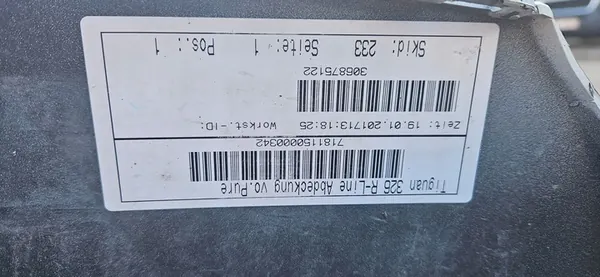 Tiguan 326 R-Line Abdeckung vo.Pure
7181150000342
Zeit: 19.01.201713:18:25 Workst.-ID:
306875122
Skid: 233 Seite: 1 Pos.: 1